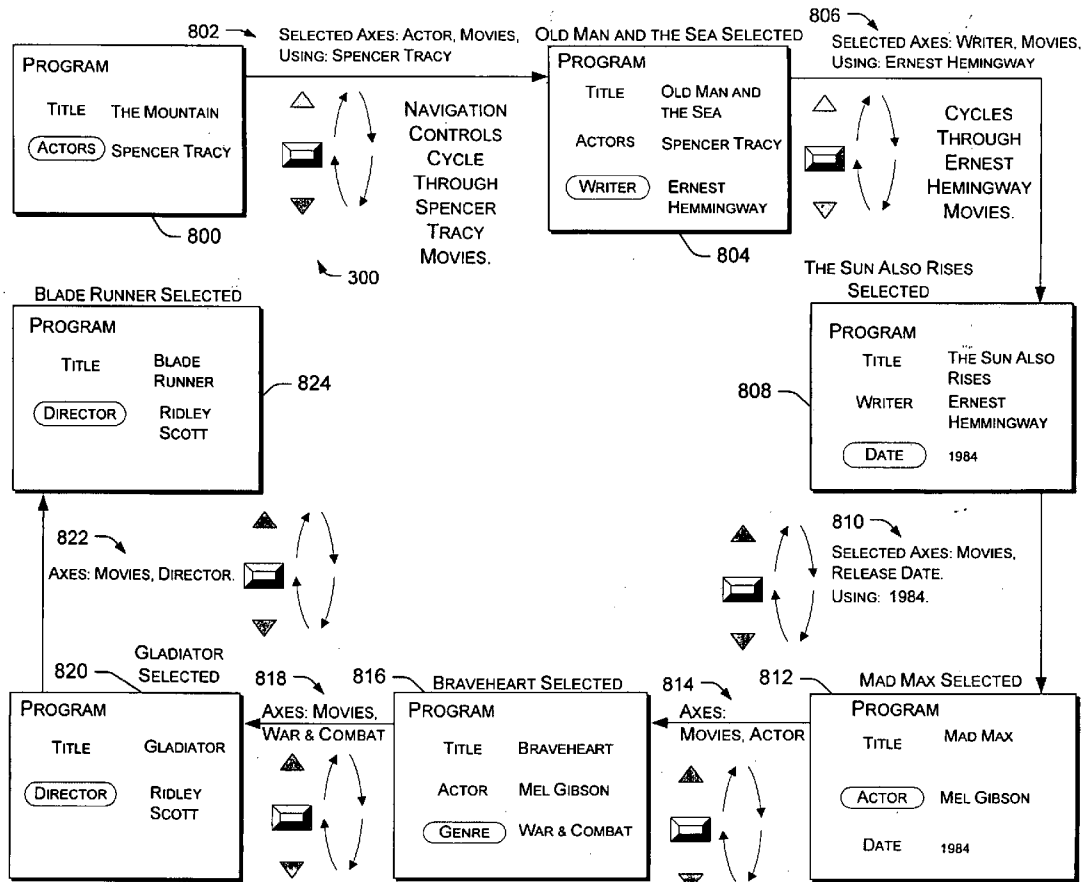 802
SELECTED AXES: ACTOR, MOVIES,
USING: SPENCER TRACY
PROGRAM
TITLE THE MOUNTAIN
ACTORS SPENCER TRACY
800
NAVIGATION
CONTROLS
CYCLE
THROUGH
SPENCER
TRACY
MOVIES.
300
OLD MAN AND THE SEA SELECTED
PROGRAM
TITLE OLD MAN AND
THE SEA
ACTORS SPENCER TRACY
WRITER ERNEST
HEMMINGWAY
804
806
SELECTED AXES: WRITER, MOVIES,
USING: ERNEST HEMINGWAY
CYCLES
THROUGH
ERNEST
HEMINGWAY
MOVIES.
THE SUN ALSO RISES
SELECTED
PROGRAM
TITLE THE SUN ALSO
RISES
WRITER ERNEST
HEMMINGWAY
DATE 1984
808
810
SELECTED AXES: MOVIES,
RELEASE DATE.
USING: 1984.
812
MAD MAX SELECTED
PROGRAM
TITLE MAD MAX
ACTOR MEL GIBSON
DATE 1984
814
AXES:
MOVIES, ACTOR
816
BRAVEHEART SELECTED
PROGRAM
TITLE BRAVEHEART
ACTOR MEL GIBSON
GENRE WAR & COMBAT
818
AXES: MOVIES,
WAR & COMBAT
820
GLADIATOR
SELECTED
PROGRAM
TITLE GLADIATOR
DIRECTOR RIDLEY
SCOTT
822
AXES: MOVIES, DIRECTOR.
BLADE RUNNER SELECTED
PROGRAM
TITLE BLADE
RUNNER
DIRECTOR RIDLEY
SCOTT
824